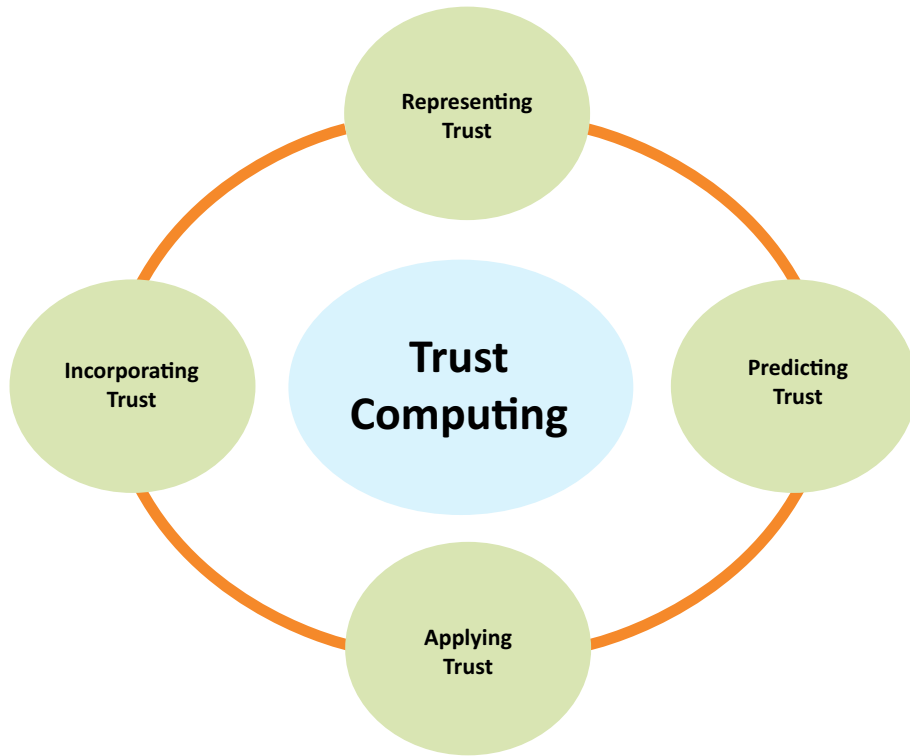 Representing
Trust
Incorporating
Trust
Trust
Computing
Predicting
Trust
Applying
Trust